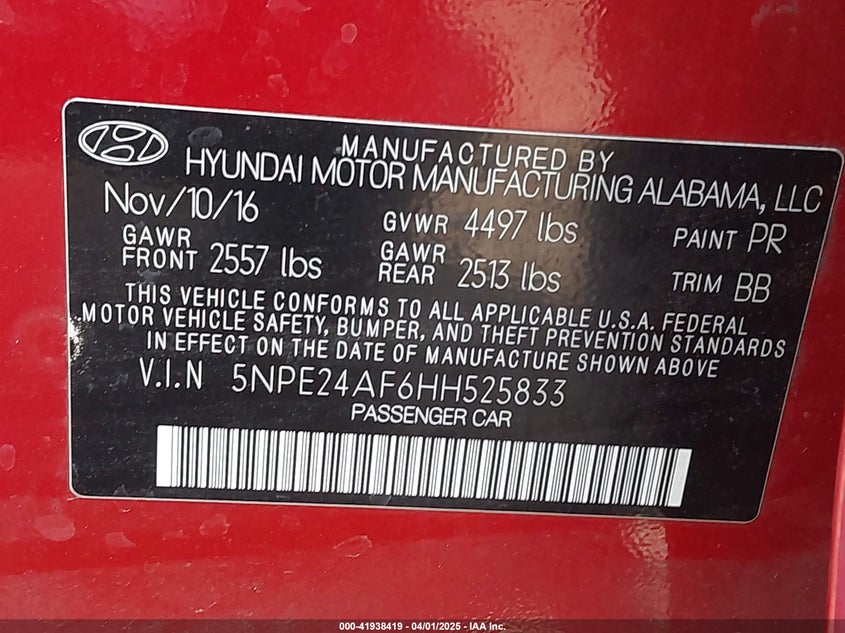 MANUFACTURED BY
HYUNDAI MOTOR MANUFACTURING ALABAMA, LLC
Nov/10/16 GVWR 4497 lbs PAINT PR
GAWR FRONT 2557 lbs GAWR REAR 2513 lbs TRIM BB
THIS VEHICLE CONFORMS TO ALL APPLICABLE U.S.A. FEDERAL
MOTOR VEHICLE SAFETY, BUMPER, AND THEFT PREVENTION STANDARDS
IN EFFECT ON THE DATE OF MANUFACTURE SHOWN ABOVE
V.I.N 5NPE24AF6HH525833
PASSENGER CAR
000-41938419 - 04/01/2025 - IAA Inc.